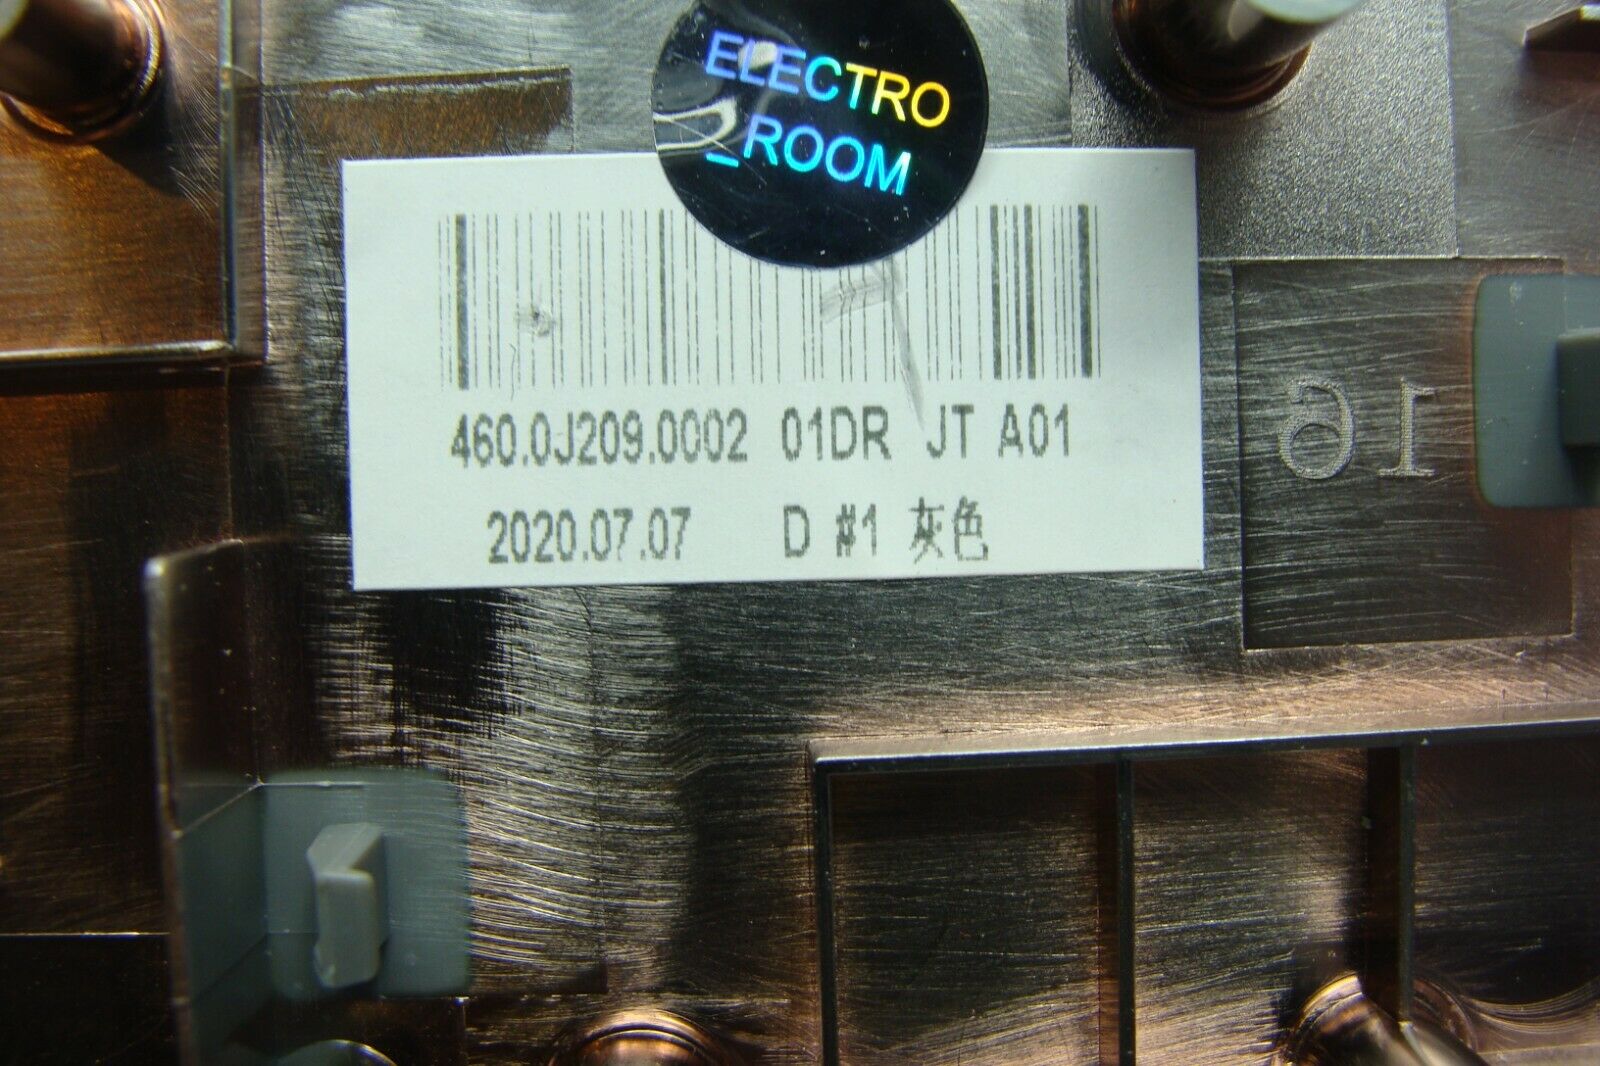 ELECTRO
_ROOM
460.0J209.0002 01DR JT A01
2020.07.07 D #1 灰色
16